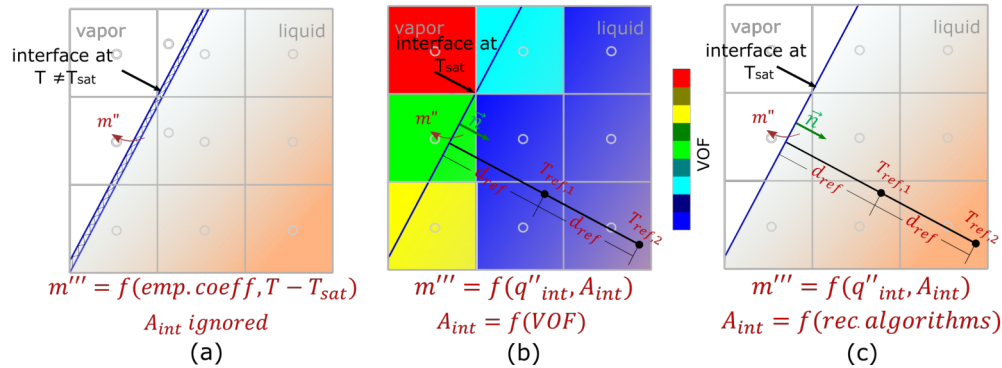 vapor
liquid
interface at
T ≠ Tsat
m"
m''' = f(emp.coeff, T − Tsat)
Aint ignored
(a)
vapor
liquid
interface at
Tsat
m"
n⃗
Tref,1
dref
Tref,2
dref
VOF
m''' = f(q''int, Aint)
Aint = f(VOF)
(b)
vapor
liquid
interface at
Tsat
m"
n⃗
Tref,1
dref
Tref,2
dref
m''' = f(q''int, Aint)
Aint = f(rec. algorithms)
(c)